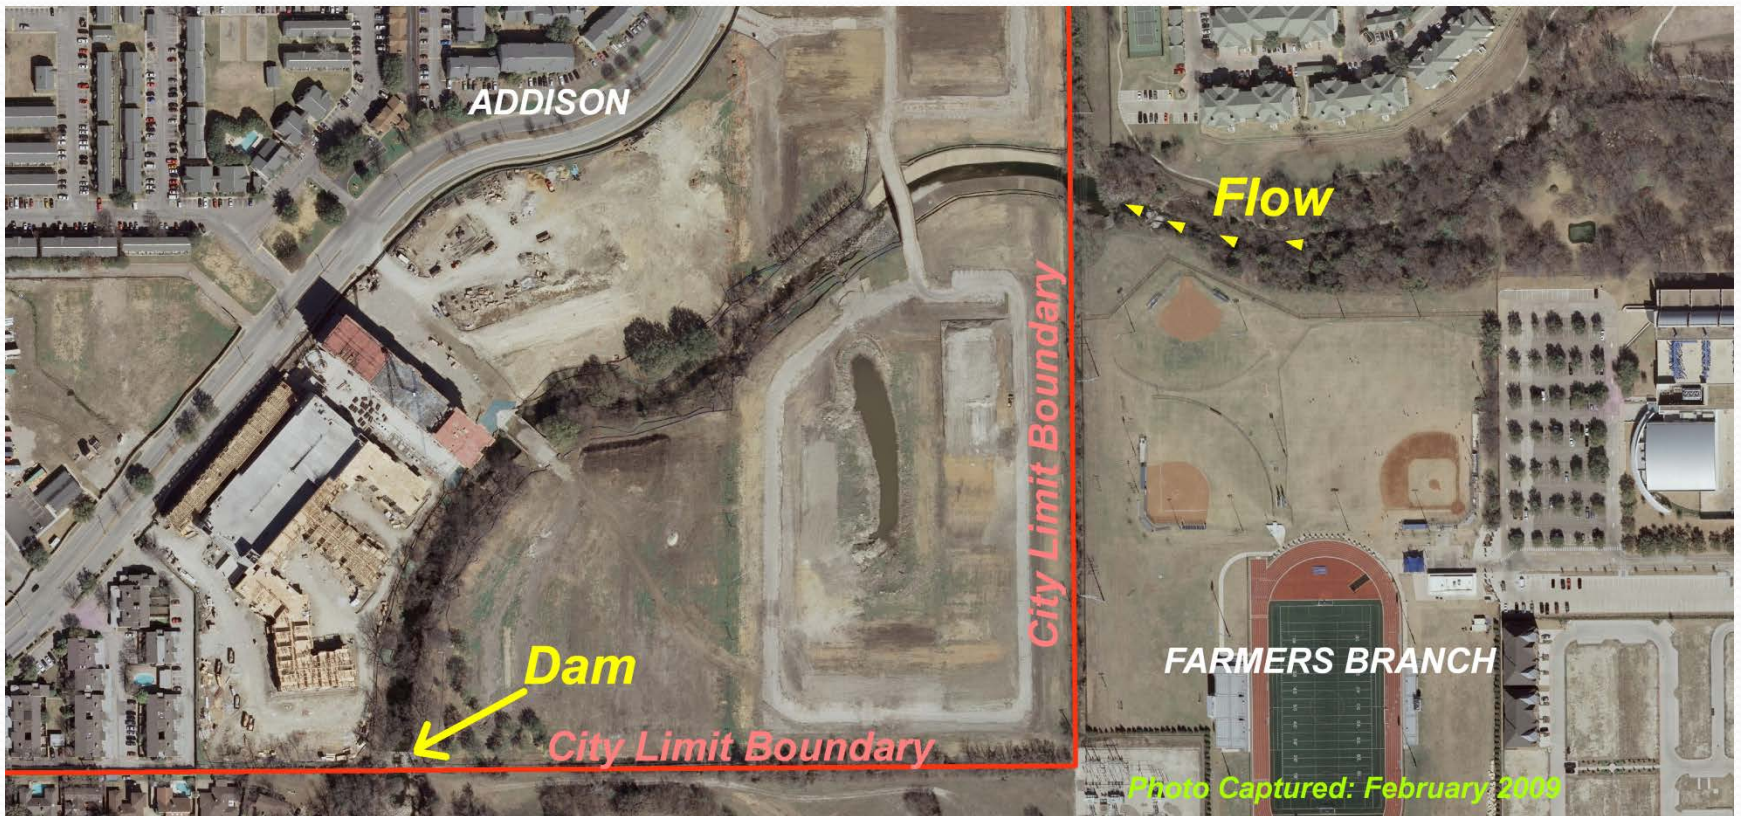 ADDISON
Flow
City Limit Boundary
Dam
FARMERS BRANCH
City Limit Boundary
Photo Captured: February 2009